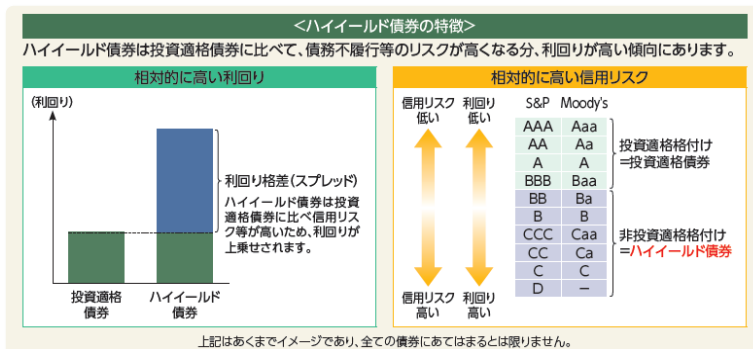 <ハイイールド債券の特徴>
ハイイールド債券は投資適格債券に比べて、債務不履行等のリスクが高くなる分、利回りが高い傾向にあります。
相対的に高い利回り
(利回り)
利回り格差(スプレッド)
ハイイールド債券は投資
適格債券に比べ信用リス
ク等が高いため、利回りが
上乗せされます。
投資適格
債券
ハイイールド
債券
相対的に高い信用リスク
信用リスク
低い
利回り
低い
S&P Moody's
AAA Aaa
AA Aa
A A
BBB Baa
BB Ba
B B
CCC Caa
CC Ca
C C
D −
投資適格格付け
=投資適格債券
非投資適格格付け
=ハイイールド債券
信用リスク
高い
利回り
高い
上記はあくまでイメージであり、全ての債券にあてはまるとは限りません。